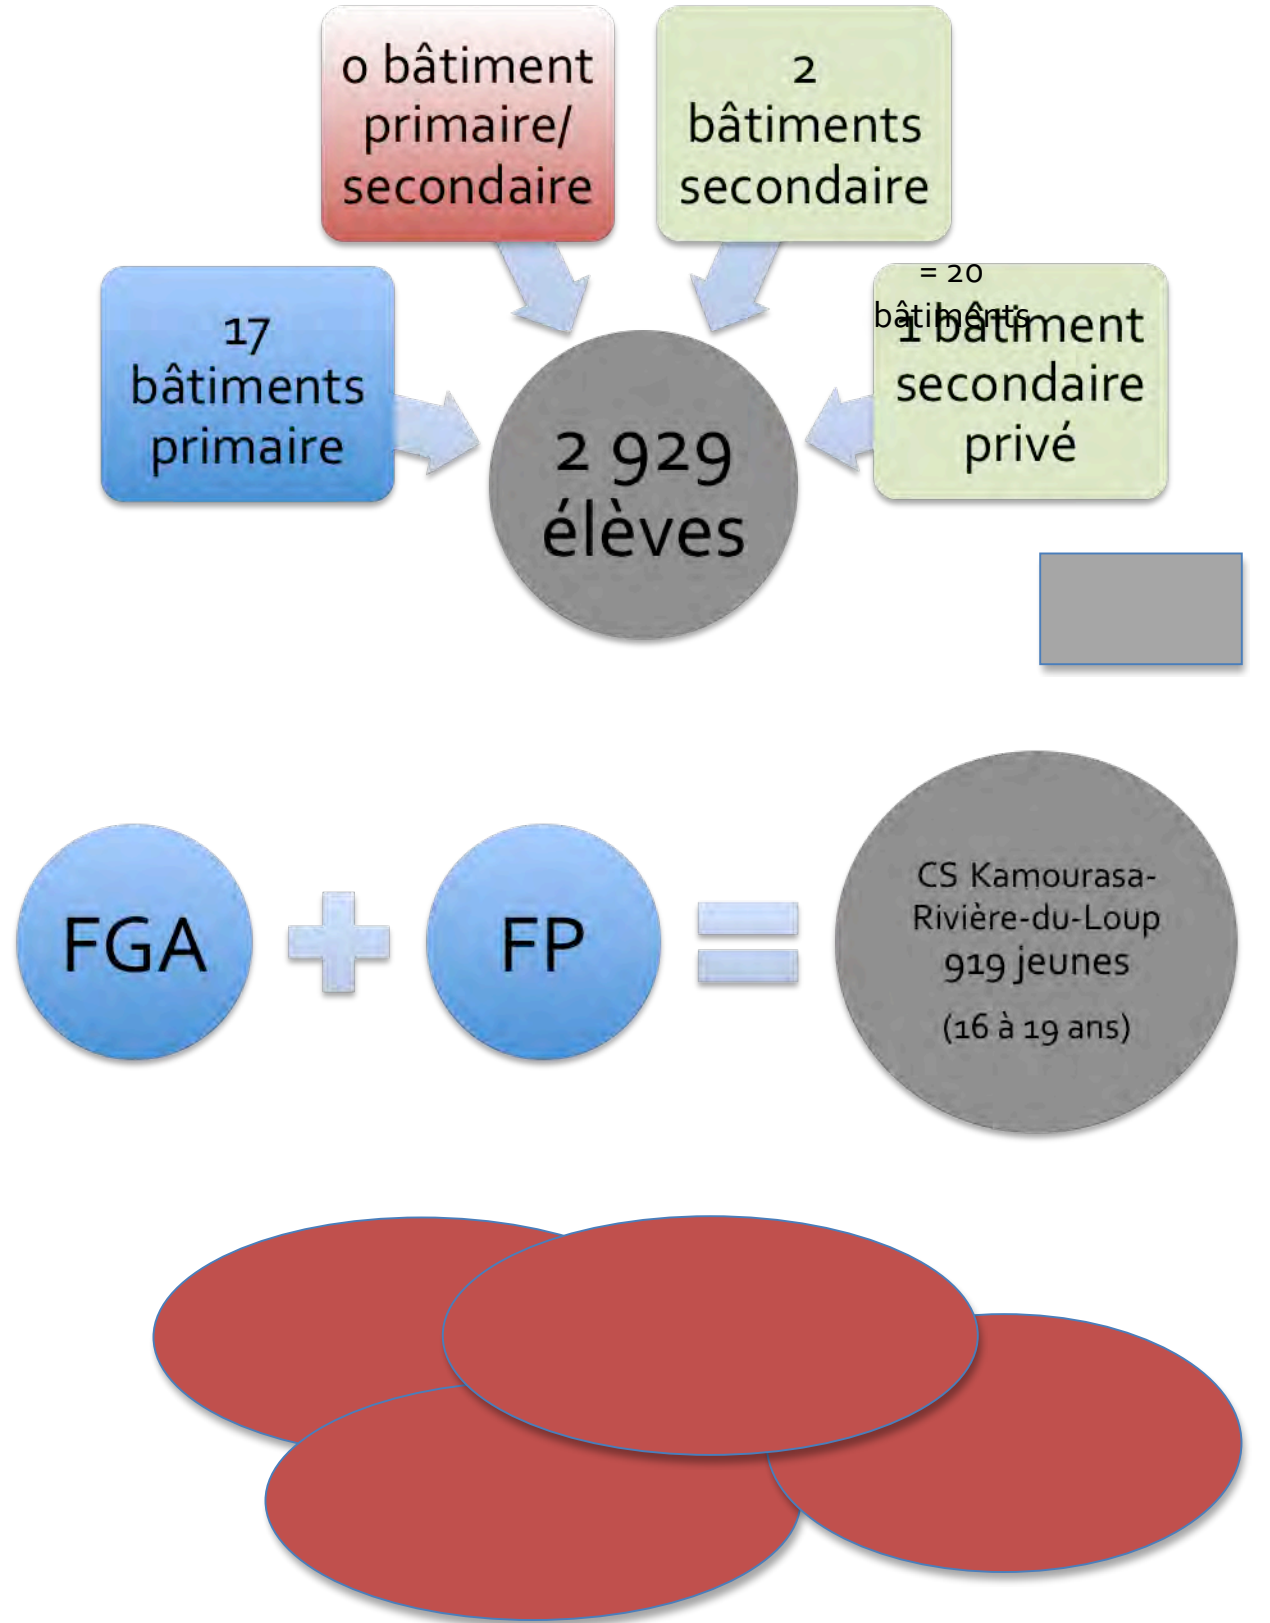 0 bâtiment
primaire/
secondaire
2
bâtiments
secondaire
17
bâtiments
primaire
= 20
bâtiments
1 bâtiment
secondaire
privé
2 929
élèves
FGA
FP
CS Kamourasa-
Rivière-du-Loup
919 jeunes
(16 à 19 ans)